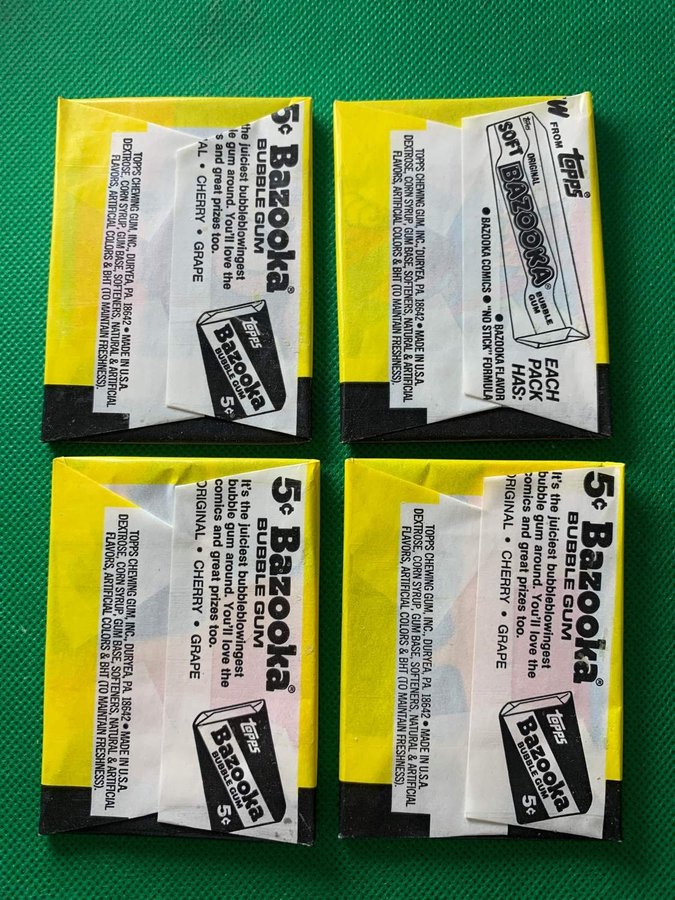 5¢ Bazooka®
BUBBLE GUM
the juiciest bubbleblowingest
le gum around. You'll love the
s and great prizes too.
AL • CHERRY • GRAPE
Topps
Bazooka
BUBBLE GUM
5¢
TOPPS CHEWING GUM, INC., DURYEA, PA. 18642 • MADE IN U.S.A.
DEXTROSE, CORN SYRUP, GUM BASE, SOFTENERS, NATURAL & ARTIFICIAL
FLAVORS, ARTIFICIAL COLORS & BHT (TO MAINTAIN FRESHNESS).
W FROM topps®
Topps
ORIGINAL
SOFT BAZOOKA®
BUBBLE
GUM
EACH
PACK
HAS:
• BAZOOKA FLAVOR
• BAZOOKA COMICS • "NO STICK" FORMULA
TOPPS CHEWING GUM, INC., DURYEA, PA. 18642 • MADE IN U.S.A.
DEXTROSE, CORN SYRUP, GUM BASE, SOFTENERS, NATURAL & ARTIFICIAL
FLAVORS, ARTIFICIAL COLORS & BHT (TO MAINTAIN FRESHNESS).
5¢ Bazooka®
BUBBLE GUM
It's the juiciest bubbleblowingest
bubble gum around. You'll love the
comics and great prizes too.
ORIGINAL • CHERRY • GRAPE
Topps
Bazooka
BUBBLE GUM
5¢
TOPPS CHEWING GUM, INC., DURYEA, PA. 18642 • MADE IN U.S.A.
DEXTROSE, CORN SYRUP, GUM BASE, SOFTENERS, NATURAL & ARTIFICIAL
FLAVORS, ARTIFICIAL COLORS & BHT (TO MAINTAIN FRESHNESS).
5¢ Bazooka®
BUBBLE GUM
It's the juiciest bubbleblowingest
bubble gum around. You'll love the
comics and great prizes too.
ORIGINAL • CHERRY • GRAPE
Topps
Bazooka
BUBBLE GUM
5¢
TOPPS CHEWING GUM, INC., DURYEA, PA. 18642 • MADE IN U.S.A.
DEXTROSE, CORN SYRUP, GUM BASE, SOFTENERS, NATURAL & ARTIFICIAL
FLAVORS, ARTIFICIAL COLORS & BHT (TO MAINTAIN FRESHNESS).